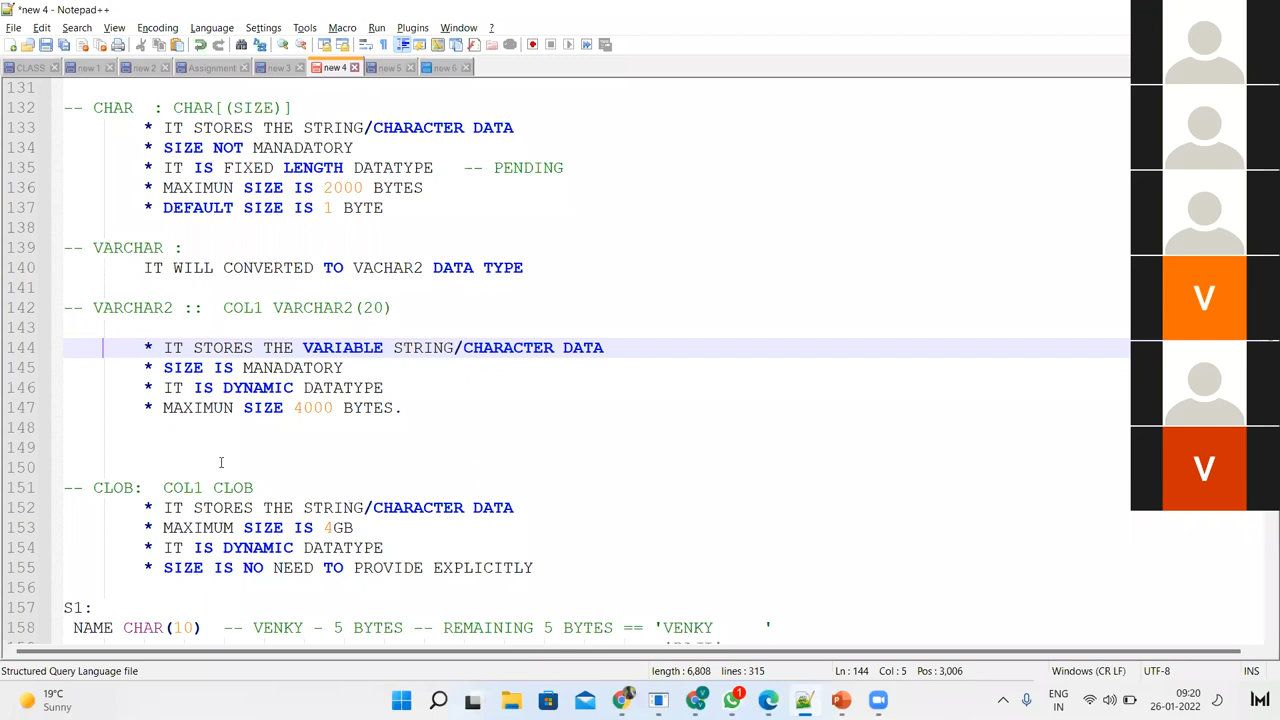 *new 4 - Notepad++
File Edit Search View Encoding Language Settings Tools Macro Run Plugins Window ?
CLASS new 1 new 2 Assignment new 3 new 4 new 5 new 6
131
132 -- CHAR : CHAR[(SIZE)]
133 * IT STORES THE STRING/CHARACTER DATA
134 * SIZE NOT MANADATORY
135 * IT IS FIXED LENGTH DATATYPE -- PENDING
136 * MAXIMUN SIZE IS 2000 BYTES
137 * DEFAULT SIZE IS 1 BYTE
138
139 -- VARCHAR :
140 IT WILL CONVERTED TO VACHAR2 DATA TYPE
141
142 -- VARCHAR2 :: COL1 VARCHAR2(20)
143
144 * IT STORES THE VARIABLE STRING/CHARACTER DATA
145 * SIZE IS MANADATORY
146 * IT IS DYNAMIC DATATYPE
147 * MAXIMUN SIZE 4000 BYTES.
148
149
150
151 -- CLOB: COL1 CLOB
152 * IT STORES THE STRING/CHARACTER DATA
153 * MAXIMUM SIZE IS 4GB
154 * IT IS DYNAMIC DATATYPE
155 * SIZE IS NO NEED TO PROVIDE EXPLICITLY
156
157 S1:
158 NAME CHAR(10) -- VENKY - 5 BYTES -- REMAINING 5 BYTES == 'VENKY     '
V
V
Structured Query Language file length : 6,808 lines : 315 Ln : 144 Col : 5 Pos : 3,006 Windows (CR LF) UTF-8 INS
19°C
Sunny
1
ENG
IN
09:20
26-01-2022